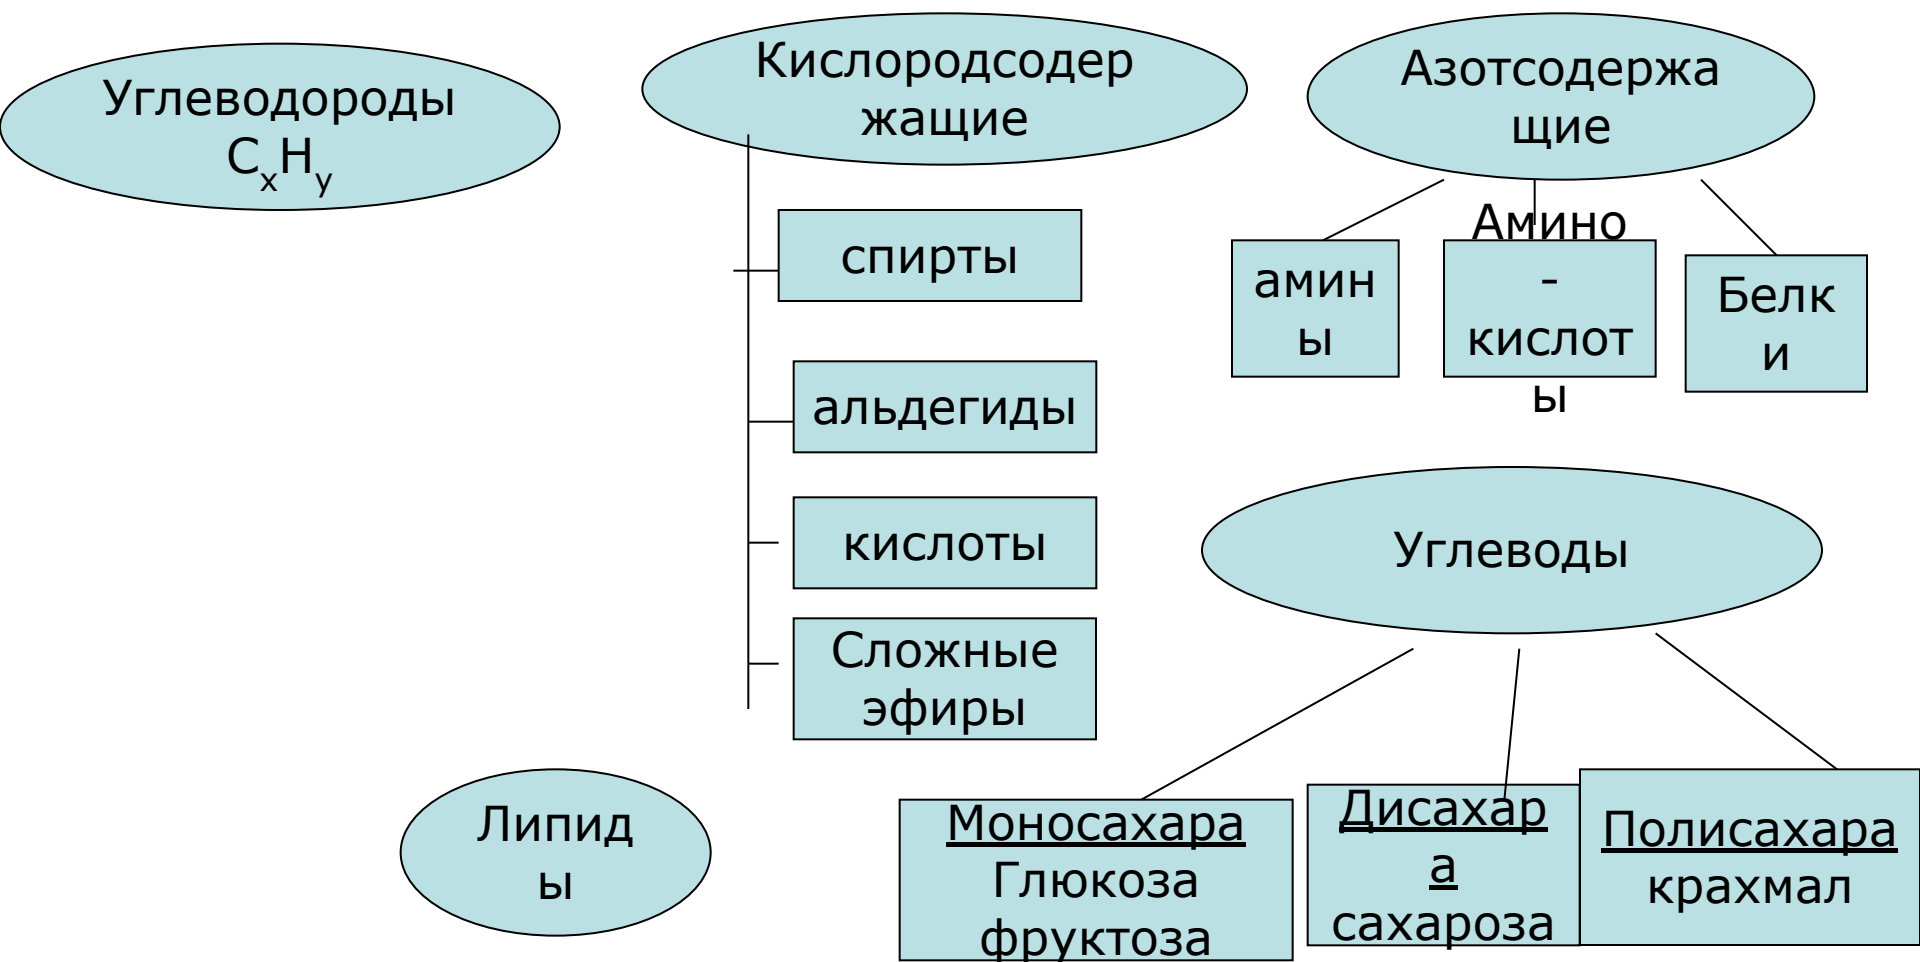 Углеводороды
CxHy
Кислородсодер
жащие
спирты
альдегиды
кислоты
Сложные
эфиры
Азотсодержа
щие
амин
ы
Амино
-
кислот
ы
Белк
и
Углеводы
Моносахара
Глюкоза
фруктоза
Дисахар
а
сахароза
Полисахара
крахмал
Липид
ы